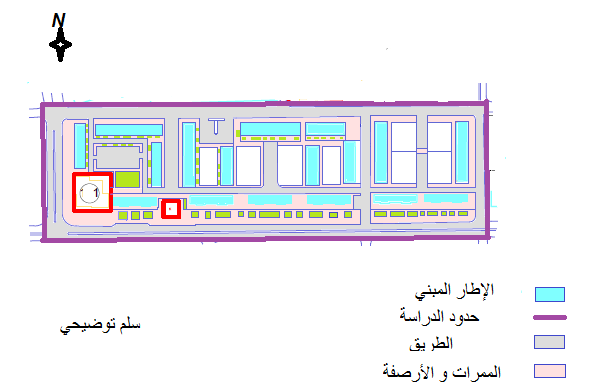 N
1
الإطار المبني
حدود الدراسة
سلم توضيحي
الطريق
الممرات و الأرصفة